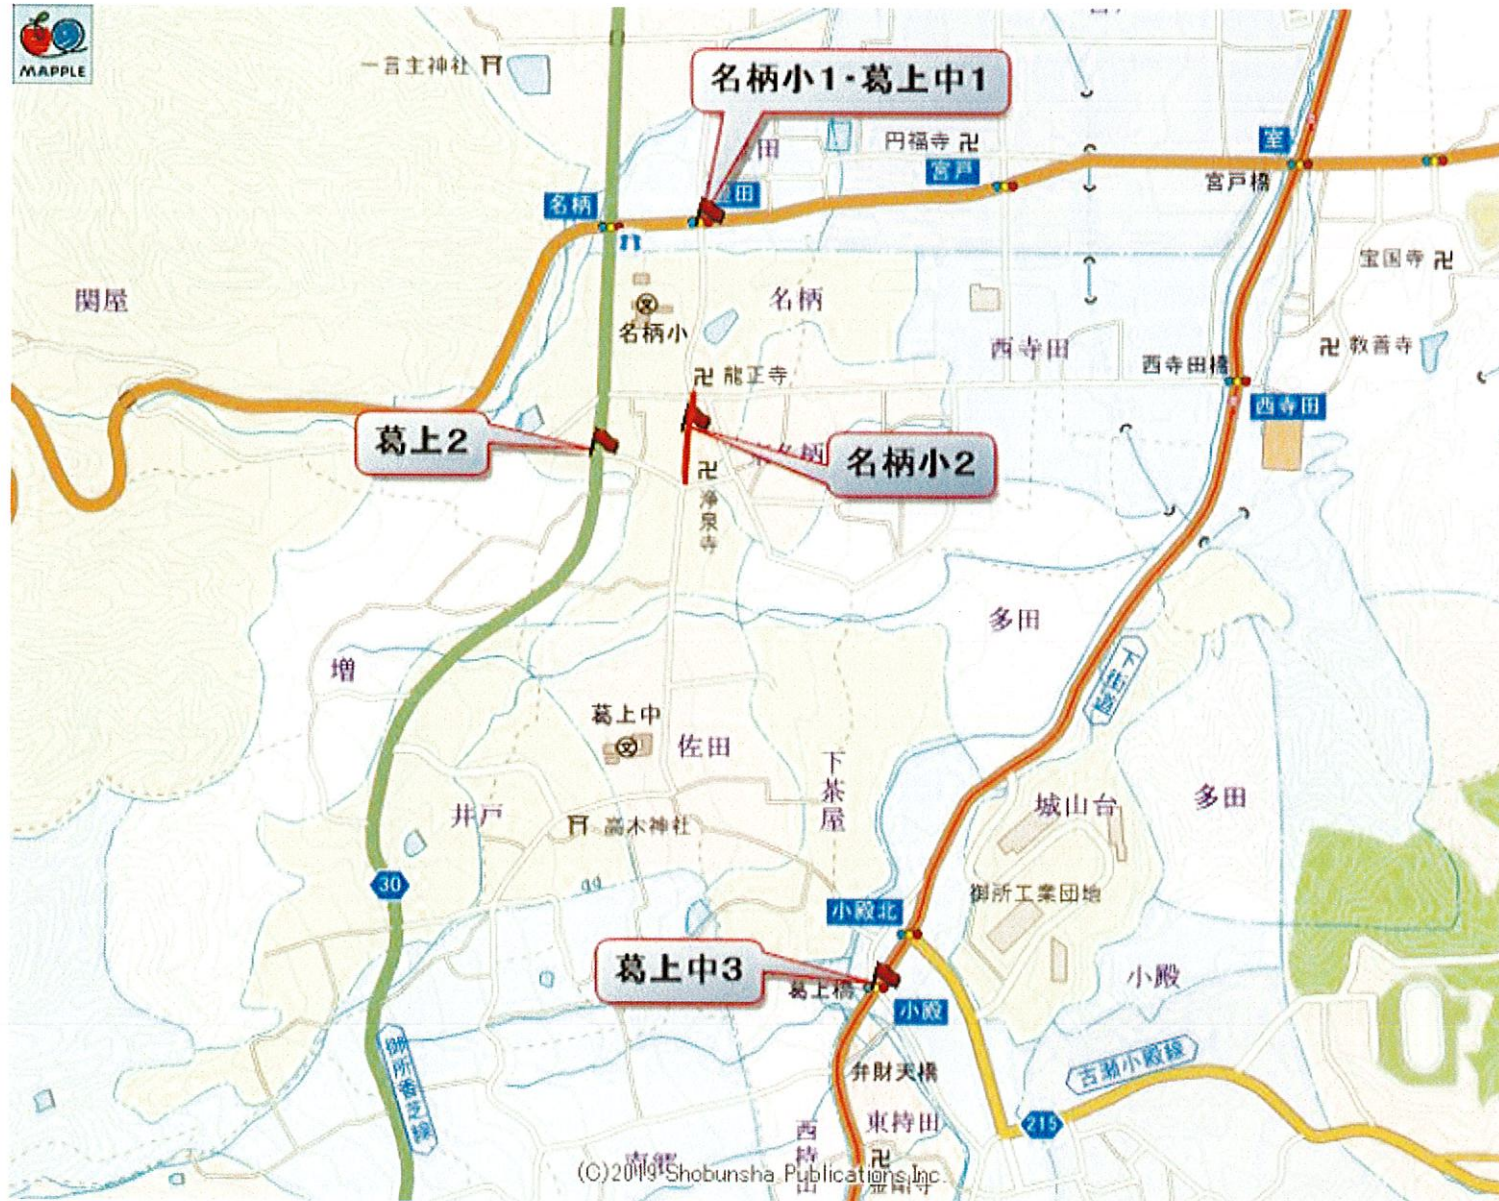 MAPPLE
一言主神社
名柄小1・葛上中1
円福寺
室
宮戸
宮戸橋
名柄
宝国寺
関屋
名柄
名柄小
西寺田
西寺田橋
教善寺
龍正寺
西寺田
葛上2
名柄小2
浄泉寺
多田
増
葛上中
佐田
下茶屋
城山台
多田
井戸
高木神社
30
御所工業団地
小殿北
葛上中3
小殿
葛上橋
小殿
御所香芝線
古瀬小殿線
弁財天橋
東持田
215
(C)2019 Shobunsha Publications,Inc.